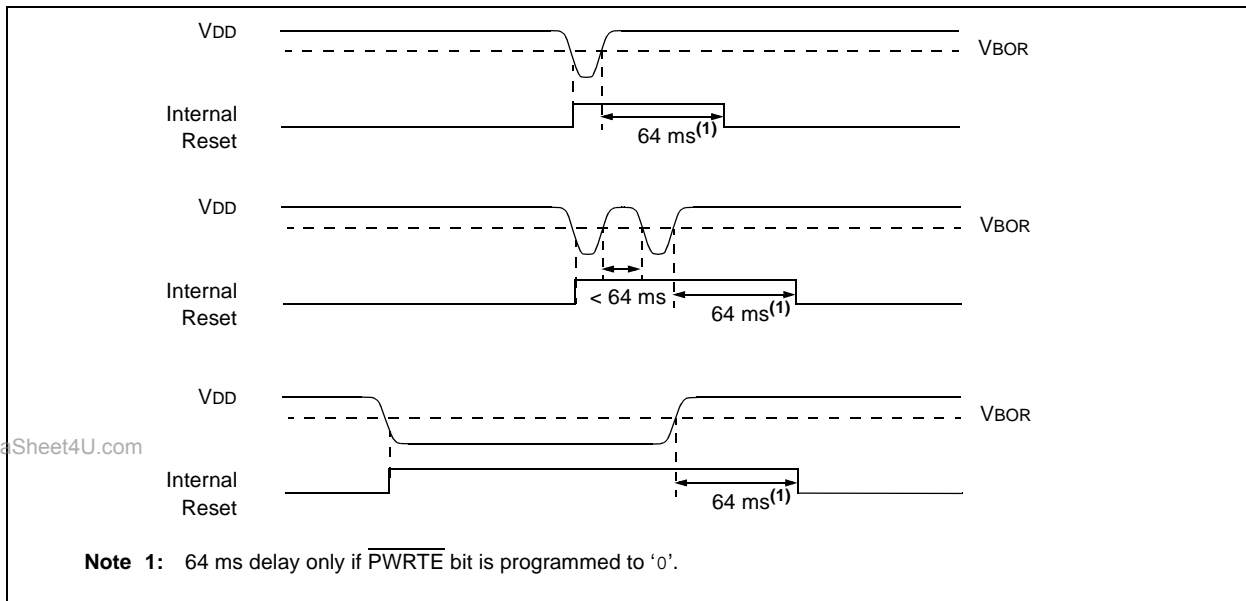 VDD
VBOR
Internal
Reset
64 ms(1)
VDD
VBOR
Internal
Reset
< 64 ms
64 ms(1)
VDD
VBOR
aSheet4U.com
Internal
Reset
64 ms(1)
Note 1: 64 ms delay only if PWRTE bit is programmed to ‘0’.